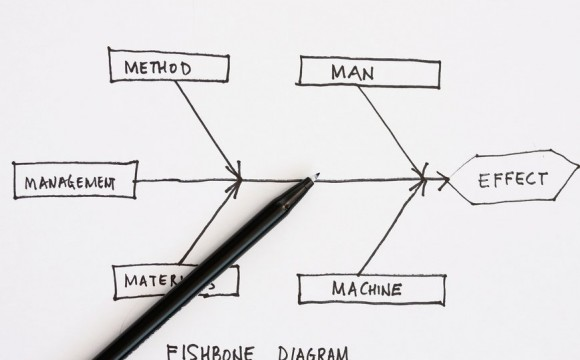 METHOD
MAN
MANAGEMENT
EFFECT
MACHINE
FISHBONE DIAGRAM